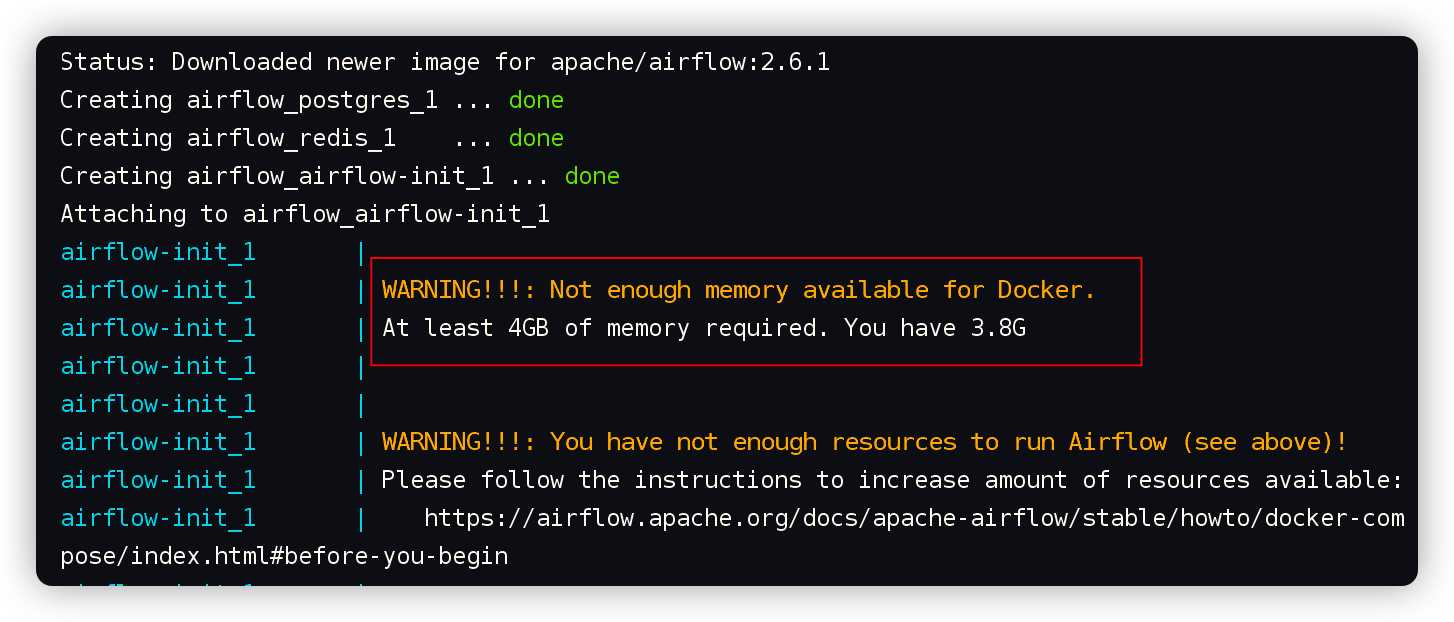 Status: Downloaded newer image for apache/airflow:2.6.1
Creating airflow_postgres_1 ... done
Creating airflow_redis_1    ... done
Creating airflow_airflow-init_1 ... done
Attaching to airflow_airflow-init_1
airflow-init_1       |
airflow-init_1       | WARNING!!!: Not enough memory available for Docker.
airflow-init_1       | At least 4GB of memory required. You have 3.8G
airflow-init_1       |
airflow-init_1       |
airflow-init_1       | WARNING!!!: You have not enough resources to run Airflow (see above)!
airflow-init_1       | Please follow the instructions to increase amount of resources available:
airflow-init_1       |    https://airflow.apache.org/docs/apache-airflow/stable/howto/docker-com
pose/index.html#before-you-begin